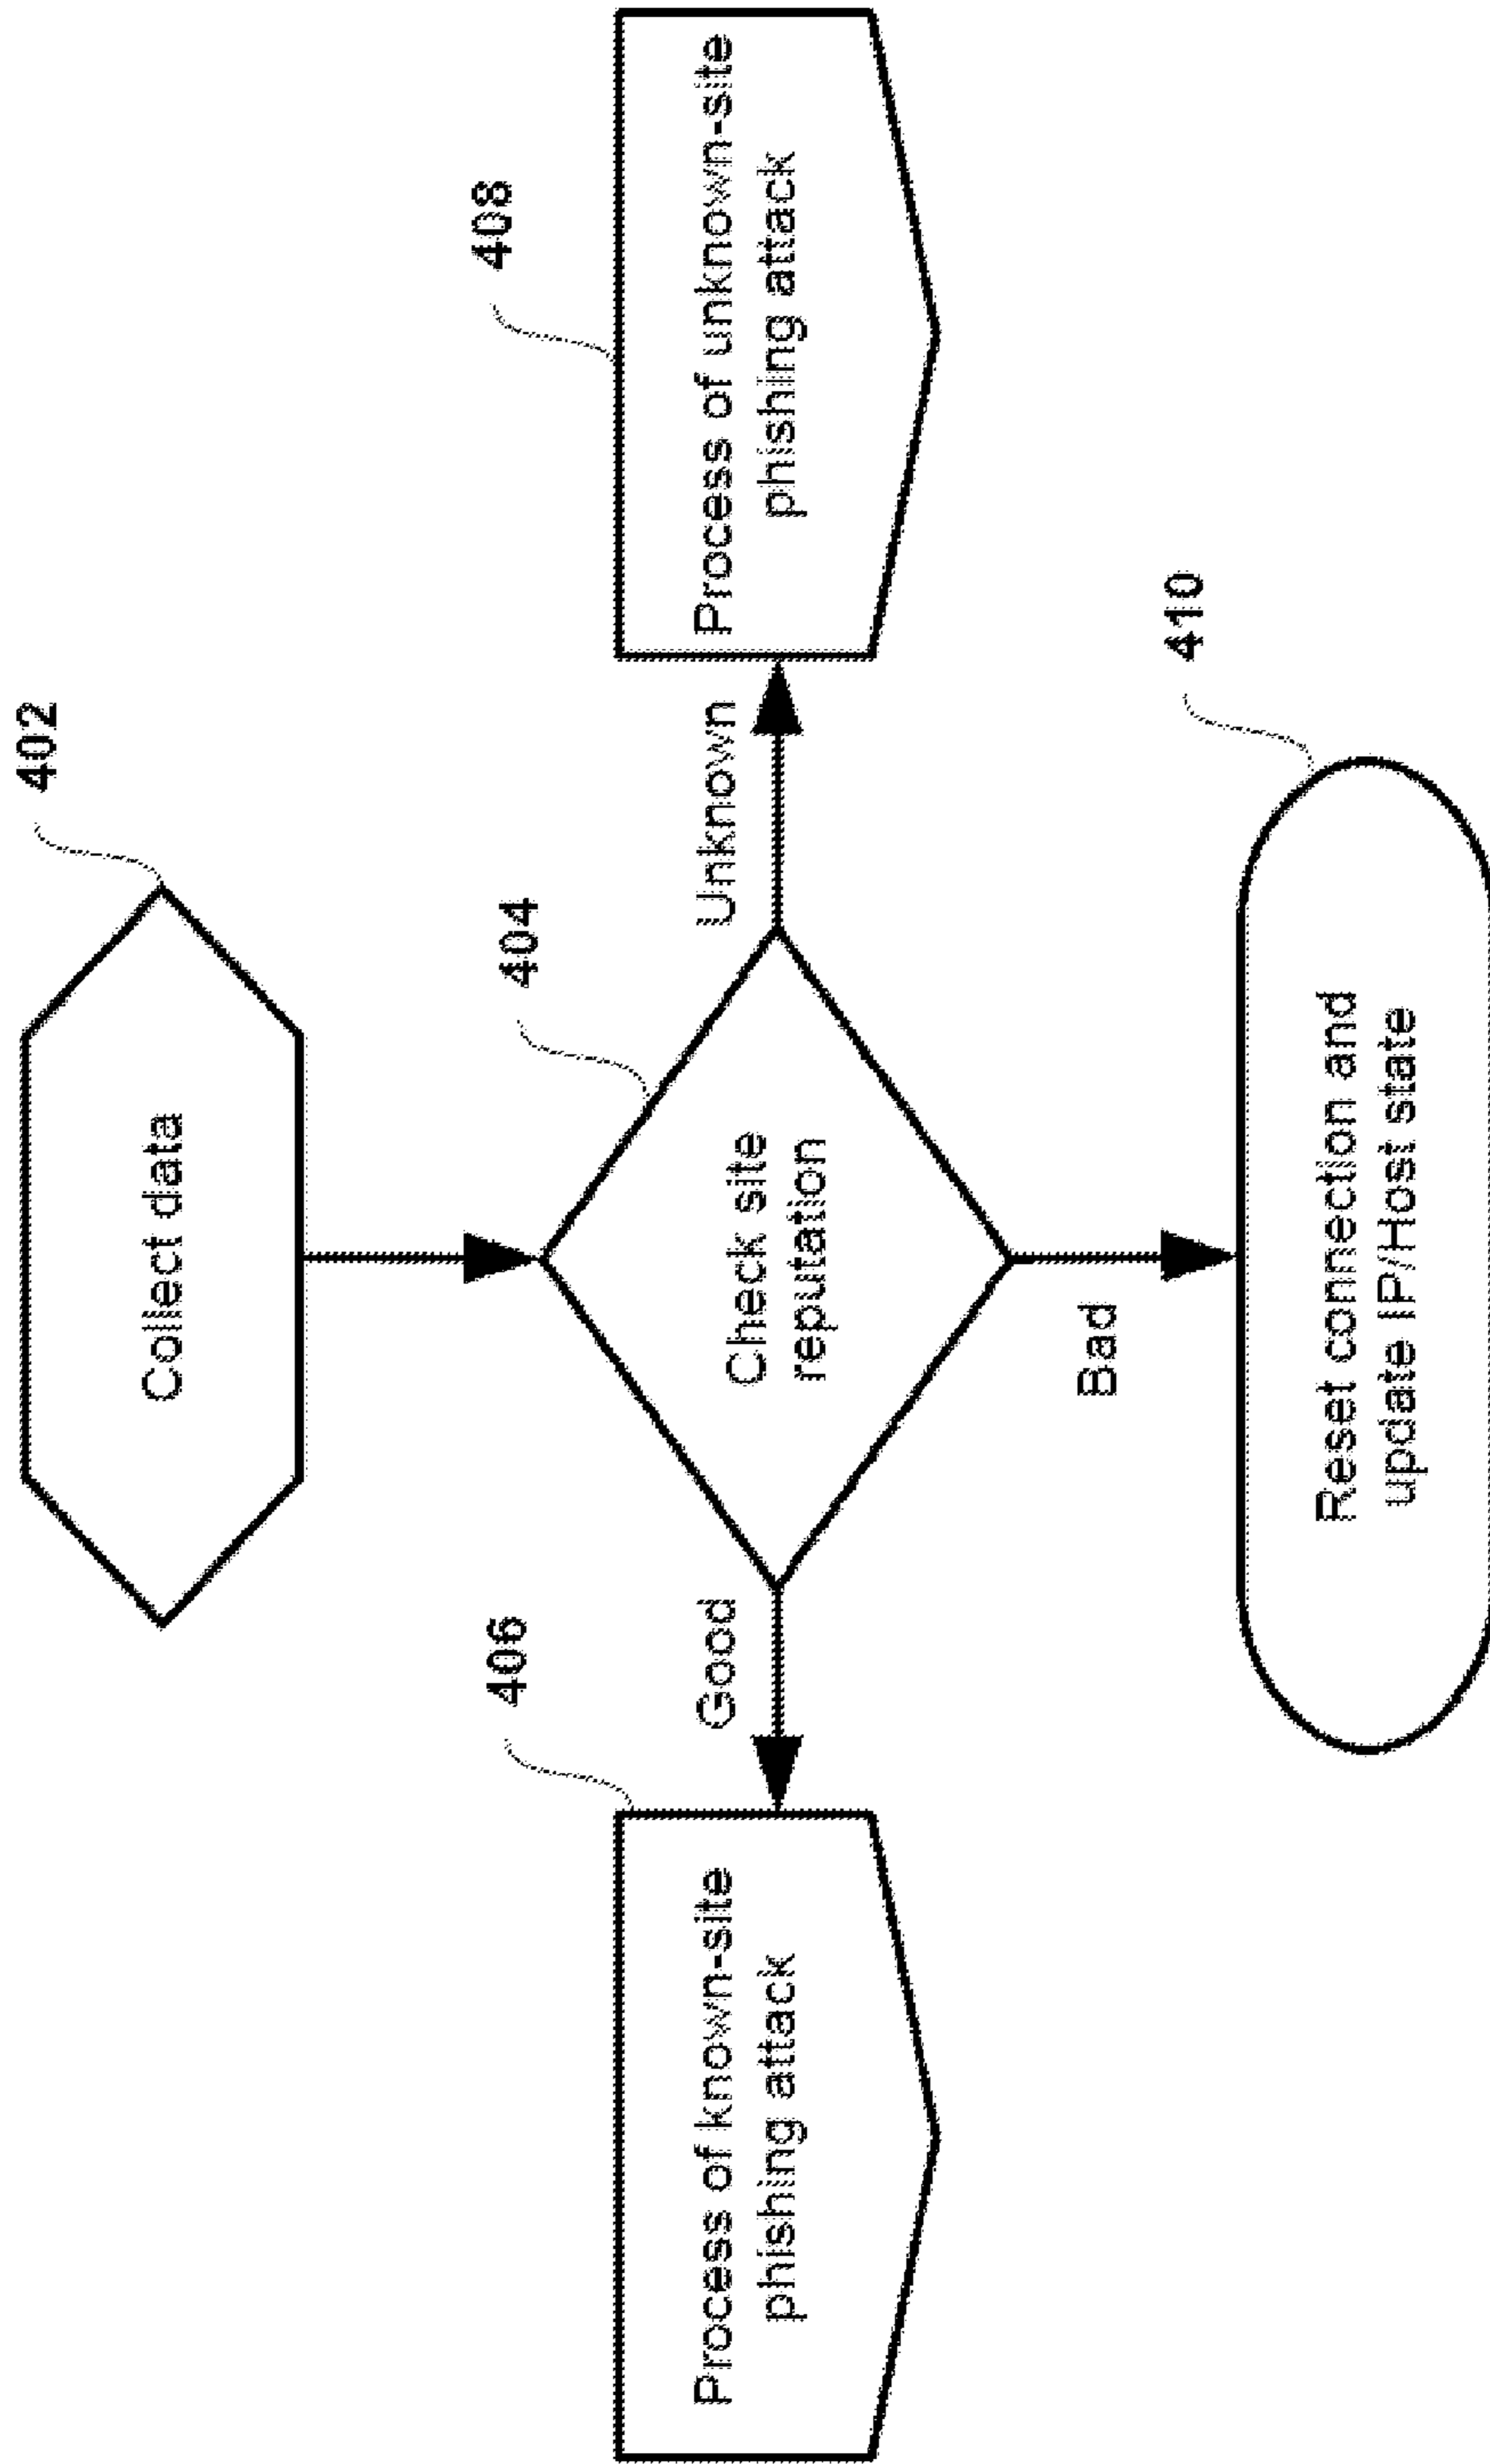 402
Collect data
404
Check site
reputation
Good
Unknown
Bad
406
Process of known-site
phishing attack
408
Process of unknown-site
phishing attack
410
Reset connection and
update IP/Host state